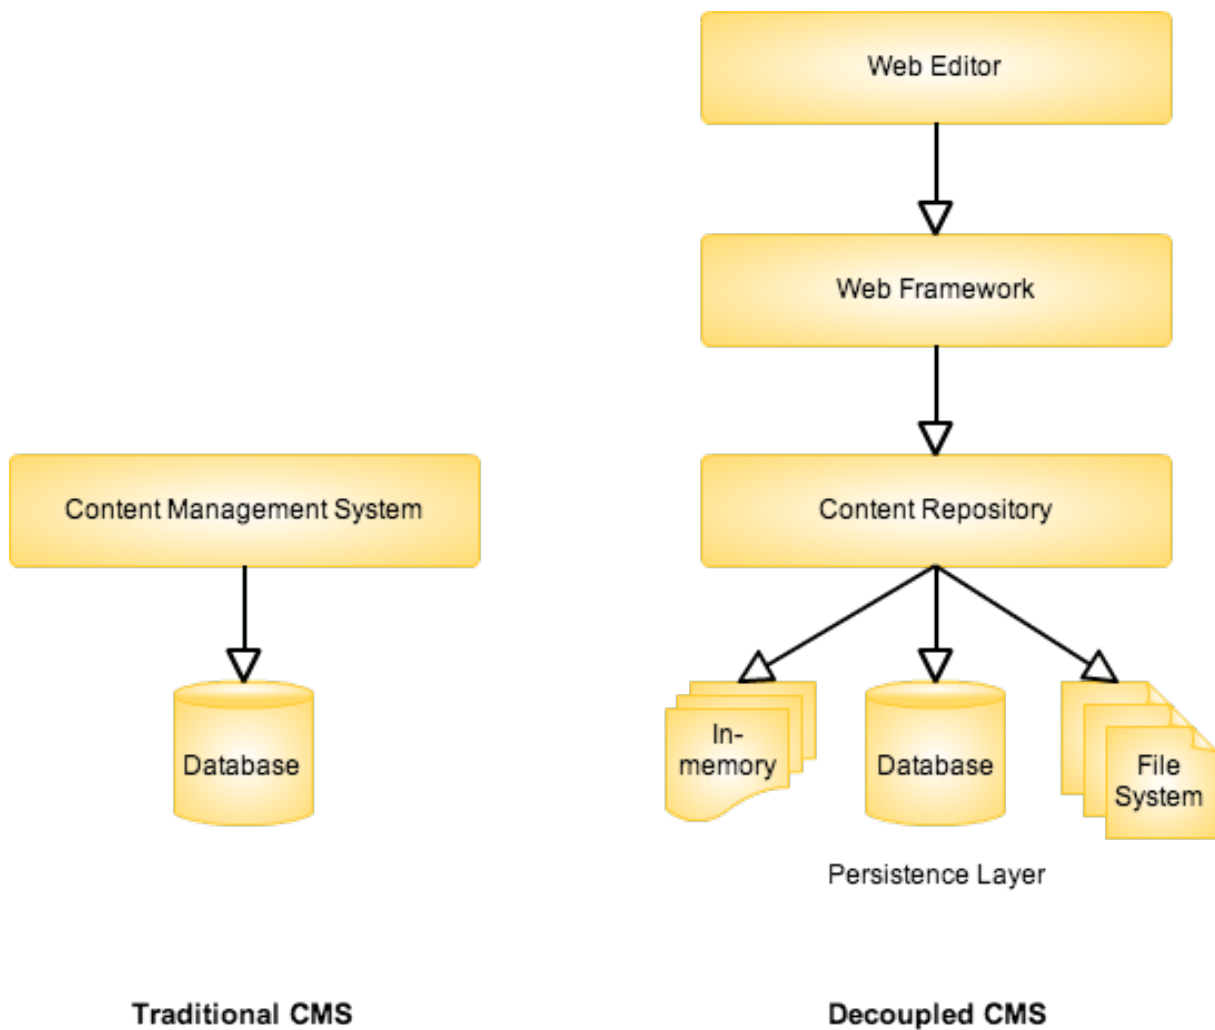 Web Editor
Web Framework
Content Management System
Content Repository
Database
In-
memory
Database
File
System
Persistence Layer
Traditional CMS
Decoupled CMS